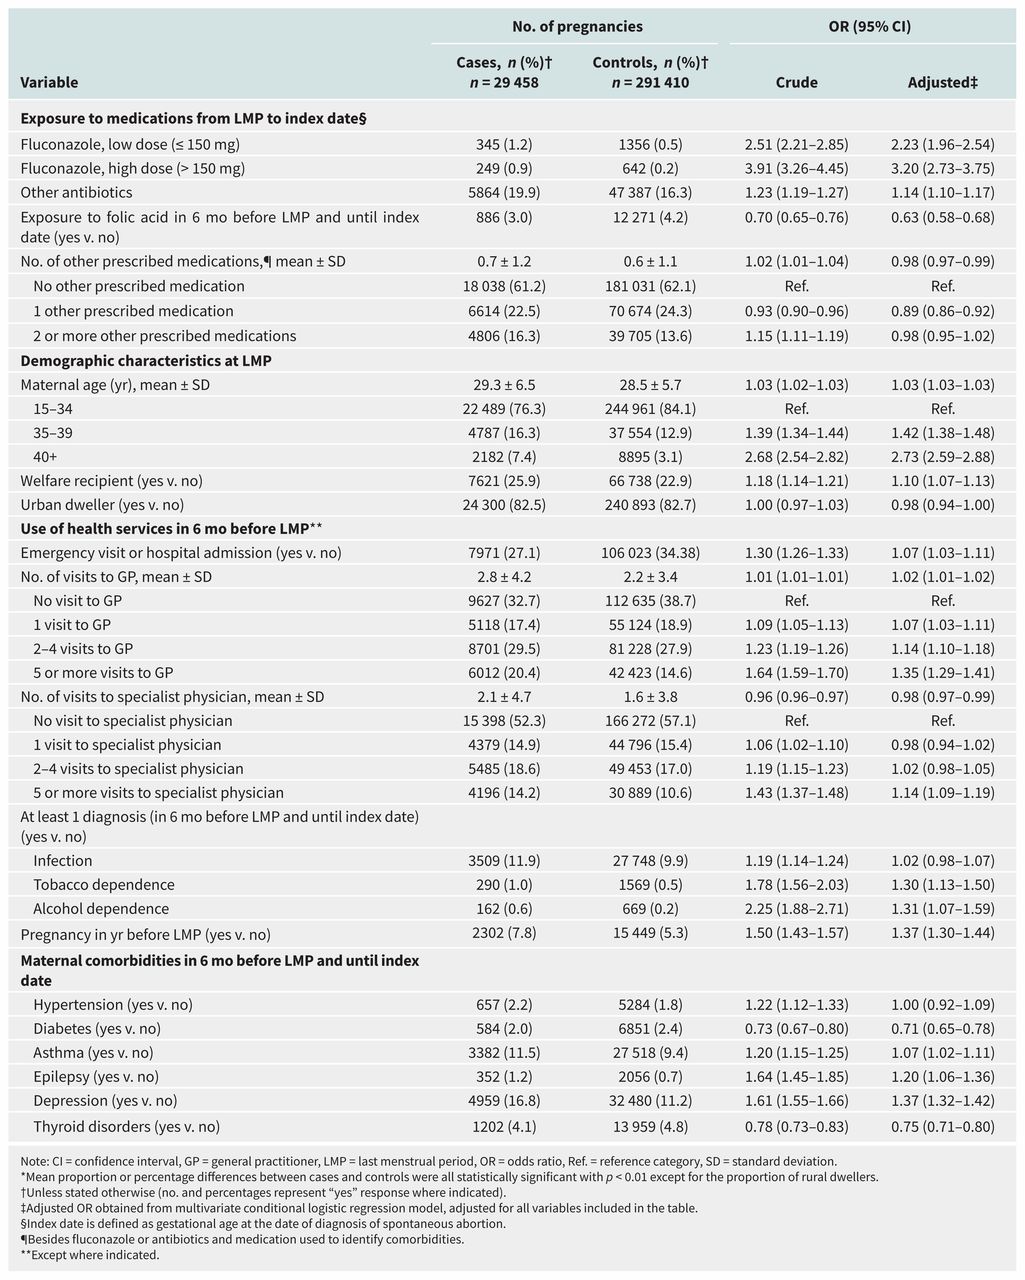 No. of pregnancies OR (95% CI)
Variable Cases, n (%)† n = 29 458 Controls, n (%)† n = 291 410 Crude Adjusted‡
Exposure to medications from LMP to index date§
Fluconazole, low dose (≤ 150 mg) 345 (1.2) 1356 (0.5) 2.51 (2.21–2.85) 2.23 (1.96–2.54)
Fluconazole, high dose (> 150 mg) 249 (0.9) 642 (0.2) 3.91 (3.26–4.45) 3.20 (2.73–3.75)
Other antibiotics 5864 (19.9) 47 387 (16.3) 1.23 (1.19–1.27) 1.14 (1.10–1.17)
Exposure to folic acid in 6 mo before LMP and until index 886 (3.0) 12 271 (4.2) 0.70 (0.65–0.76) 0.63 (0.58–0.68)
date (yes v. no)
No. of other prescribed medications,¶ mean ± SD 0.7 ± 1.2 0.6 ± 1.1 1.02 (1.01–1.04) 0.98 (0.97–0.99)
No other prescribed medication 18 038 (61.2) 181 031 (62.1) Ref. Ref.
1 other prescribed medication 6614 (22.5) 70 674 (24.3) 0.93 (0.90–0.96) 0.89 (0.86–0.92)
2 or more other prescribed medications 4806 (16.3) 39 705 (13.6) 1.15 (1.11–1.19) 0.98 (0.95–1.02)
Demographic characteristics at LMP
Maternal age (yr), mean ± SD 29.3 ± 6.5 28.5 ± 5.7 1.03 (1.02–1.03) 1.03 (1.03–1.03)
15–34 22 489 (76.3) 244 961 (84.1) Ref. Ref.
35–39 4787 (16.3) 37 554 (12.9) 1.39 (1.34–1.44) 1.42 (1.38–1.48)
40+ 2182 (7.4) 8895 (3.1) 2.68 (2.54–2.82) 2.73 (2.59–2.88)
Welfare recipient (yes v. no) 7621 (25.9) 66 738 (22.9) 1.18 (1.14–1.21) 1.10 (1.07–1.13)
Urban dweller (yes v. no) 24 300 (82.5) 240 893 (82.7) 1.00 (0.97–1.03) 0.98 (0.94–1.00)
Use of health services in 6 mo before LMP**
Emergency visit or hospital admission (yes v. no) 7971 (27.1) 106 023 (34.38) 1.30 (1.26–1.33) 1.07 (1.03–1.11)
No. of visits to GP, mean ± SD 2.8 ± 4.2 2.2 ± 3.4 1.01 (1.01–1.01) 1.02 (1.01–1.02)
No visit to GP 9627 (32.7) 112 635 (38.7) Ref. Ref.
1 visit to GP 5118 (17.4) 55 124 (18.9) 1.09 (1.05–1.13) 1.07 (1.03–1.11)
2–4 visits to GP 8701 (29.5) 81 228 (27.9) 1.23 (1.19–1.26) 1.14 (1.10–1.18)
5 or more visits to GP 6012 (20.4) 42 423 (14.6) 1.64 (1.59–1.70) 1.35 (1.29–1.41)
No. of visits to specialist physician, mean ± SD 2.1 ± 4.7 1.6 ± 3.8 0.96 (0.96–0.97) 0.98 (0.97–0.99)
No visit to specialist physician 15 398 (52.3) 166 272 (57.1) Ref. Ref.
1 visit to specialist physician 4379 (14.9) 44 796 (15.4) 1.06 (1.02–1.10) 0.98 (0.94–1.02)
2–4 visits to specialist physician 5485 (18.6) 49 453 (17.0) 1.19 (1.15–1.23) 1.02 (0.98–1.05)
5 or more visits to specialist physician 4196 (14.2) 30 889 (10.6) 1.43 (1.37–1.48) 1.14 (1.09–1.19)
At least 1 diagnosis (in 6 mo before LMP and until index date)
(yes v. no)
Infection 3509 (11.9) 27 748 (9.9) 1.19 (1.14–1.24) 1.02 (0.98–1.07)
Tobacco dependence 290 (1.0) 1569 (0.5) 1.78 (1.56–2.03) 1.30 (1.13–1.50)
Alcohol dependence 162 (0.6) 669 (0.2) 2.25 (1.88–2.71) 1.31 (1.07–1.59)
Pregnancy in yr before LMP (yes v. no) 2302 (7.8) 15 449 (5.3) 1.50 (1.43–1.57) 1.37 (1.30–1.44)
Maternal comorbidities in 6 mo before LMP and until index
date
Hypertension (yes v. no) 657 (2.2) 5284 (1.8) 1.22 (1.12–1.33) 1.00 (0.92–1.09)
Diabetes (yes v. no) 584 (2.0) 6851 (2.4) 0.73 (0.67–0.80) 0.71 (0.65–0.78)
Asthma (yes v. no) 3382 (11.5) 27 518 (9.4) 1.20 (1.15–1.25) 1.07 (1.02–1.11)
Epilepsy (yes v. no) 352 (1.2) 2056 (0.7) 1.64 (1.45–1.85) 1.20 (1.06–1.36)
Depression (yes v. no) 4959 (16.8) 32 480 (11.2) 1.61 (1.55–1.66) 1.37 (1.32–1.42)
Thyroid disorders (yes v. no) 1202 (4.1) 13 959 (4.8) 0.78 (0.73–0.83) 0.75 (0.71–0.80)
Note: CI = confidence interval, GP = general practitioner, LMP = last menstrual period, OR = odds ratio, Ref. = reference category, SD = standard deviation.
*Mean proportion or percentage differences between cases and controls were all statistically significant with p < 0.01 except for the proportion of rural dwellers.
†Unless stated otherwise (no. and percentages represent “yes” response where indicated).
‡Adjusted OR obtained from multivariate conditional logistic regression model, adjusted for all variables included in the table.
§Index date is defined as gestational age at the date of diagnosis of spontaneous abortion.
¶Besides fluconazole or antibiotics and medication used to identify comorbidities.
**Except where indicated.